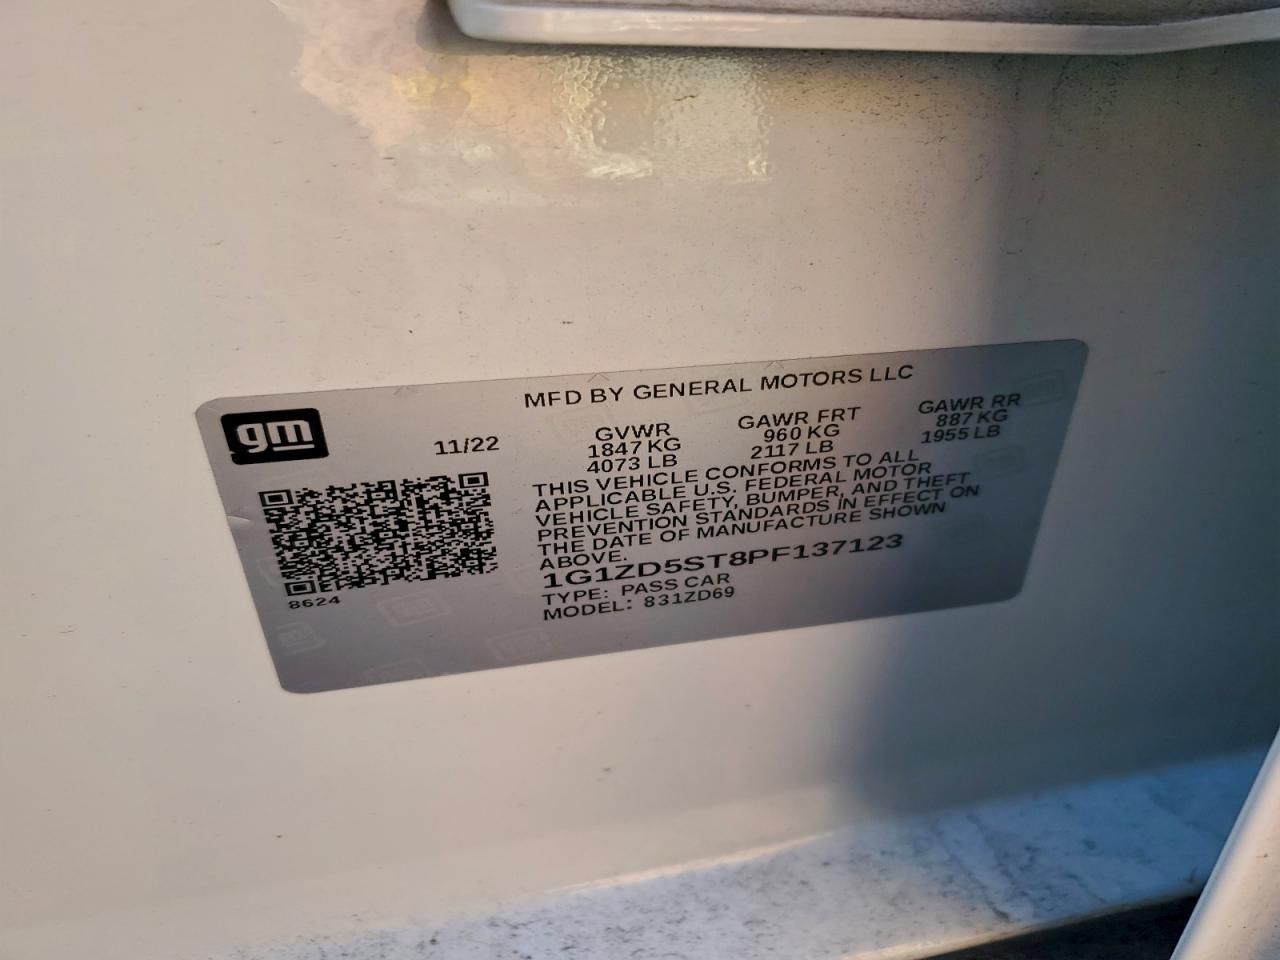 MFD BY GENERAL MOTORS LLC
gm
11/22
GVWR GAWR FRT GAWR RR
1847 KG 960 KG 887 KG
4073 LB 2117 LB 1955 LB
THIS VEHICLE CONFORMS TO ALL
APPLICABLE U.S. FEDERAL MOTOR
VEHICLE SAFETY, BUMPER, AND THEFT
PREVENTION STANDARDS IN EFFECT ON
THE DATE OF MANUFACTURE SHOWN
ABOVE.
1G1ZD5ST8PF137123
TYPE: PASS CAR
MODEL: 831ZD69
8624